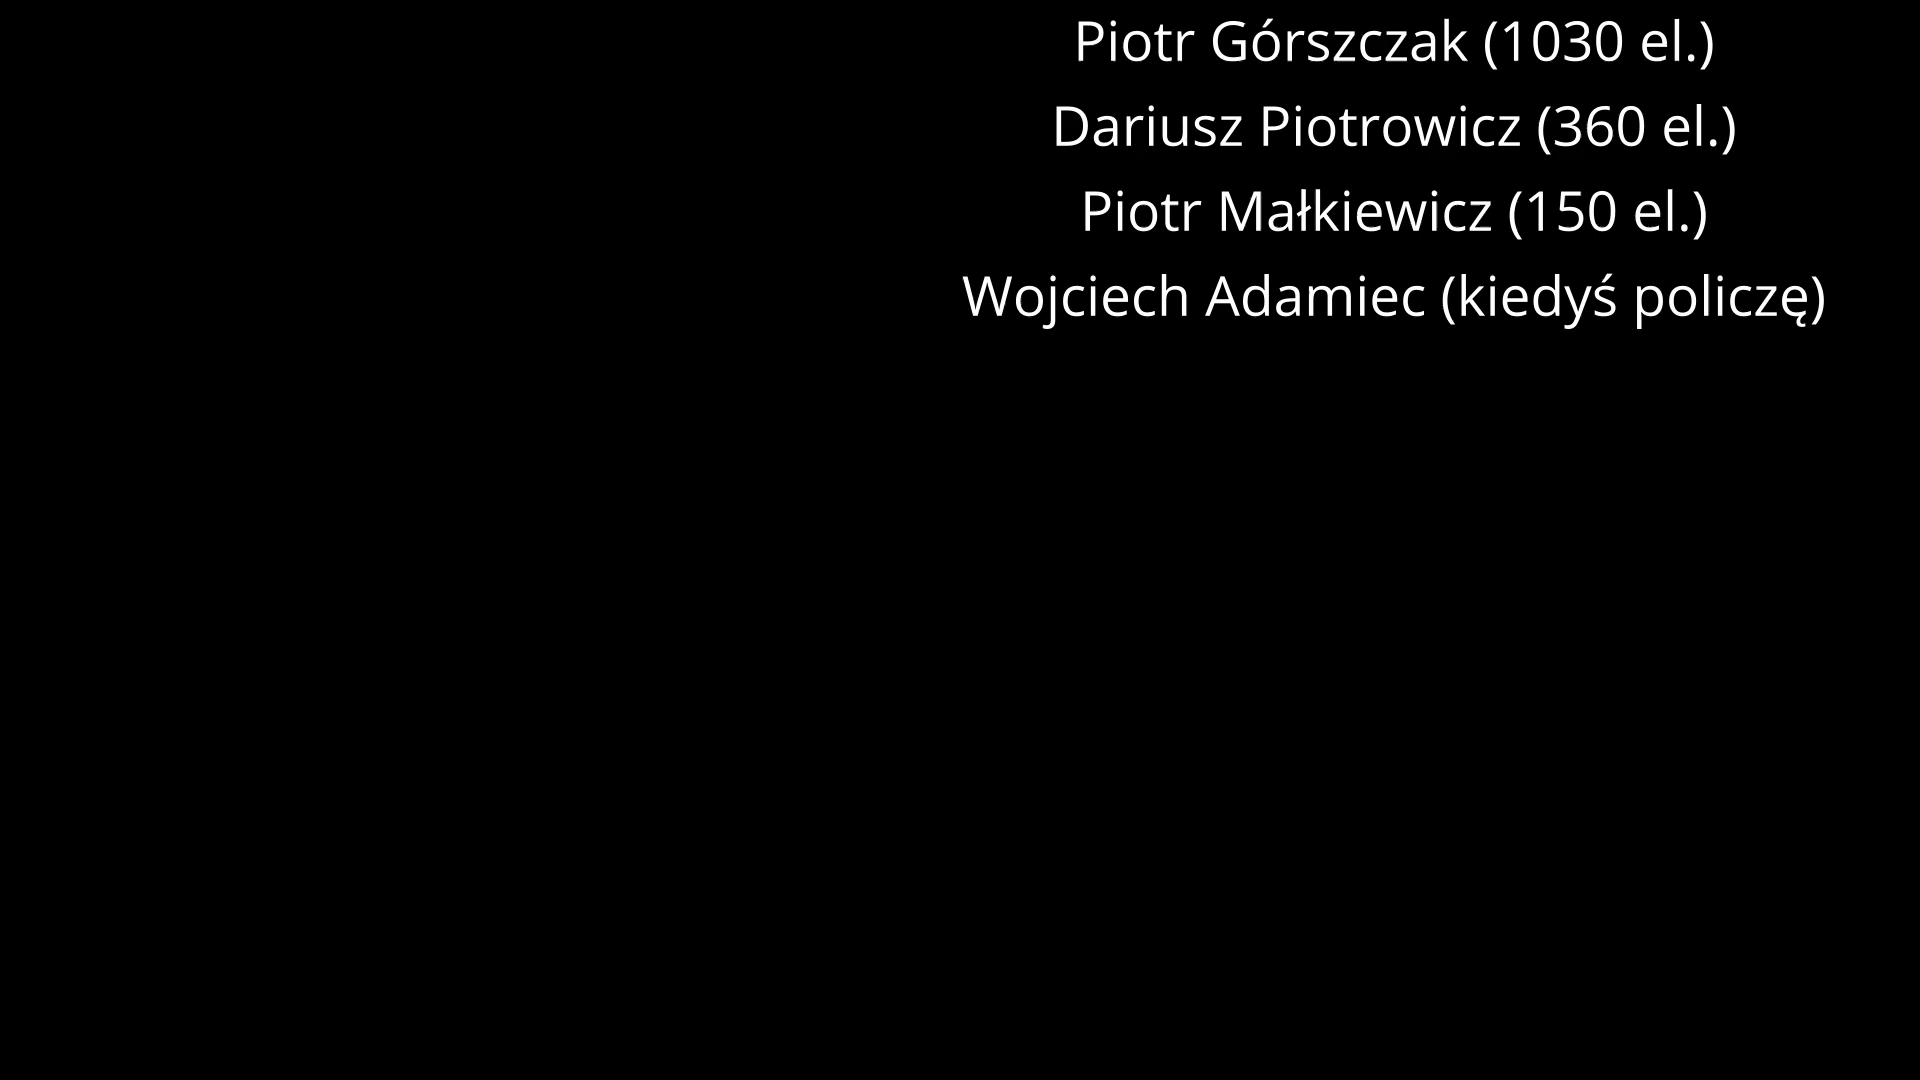 Piotr Górszczak (1030 el.)
Dariusz Piotrowicz (360 el.)
Piotr Małkiewicz (150 el.)
Wojciech Adamiec (kiedyś policzę)